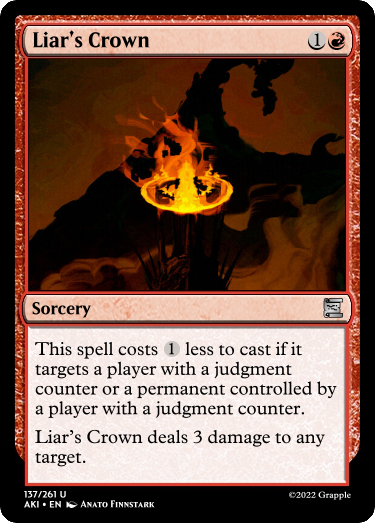 Liar's Crown 1
Sorcery
This spell costs 1 less to cast if it
targets a player with a judgment
counter or a permanent controlled by
a player with a judgment counter.
Liar's Crown deals 3 damage to any
target.
137/261 U
AKI • EN Anato Finnstark
©2022 Grapple